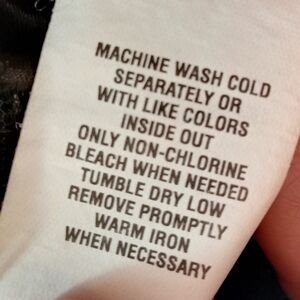 MACHINE WASH COLD
SEPARATELY OR
WITH LIKE COLORS
INSIDE OUT
ONLY NON-CHLORINE
BLEACH WHEN NEEDED
TUMBLE DRY LOW
REMOVE PROMPTLY
WARM IRON
WHEN NECESSARY